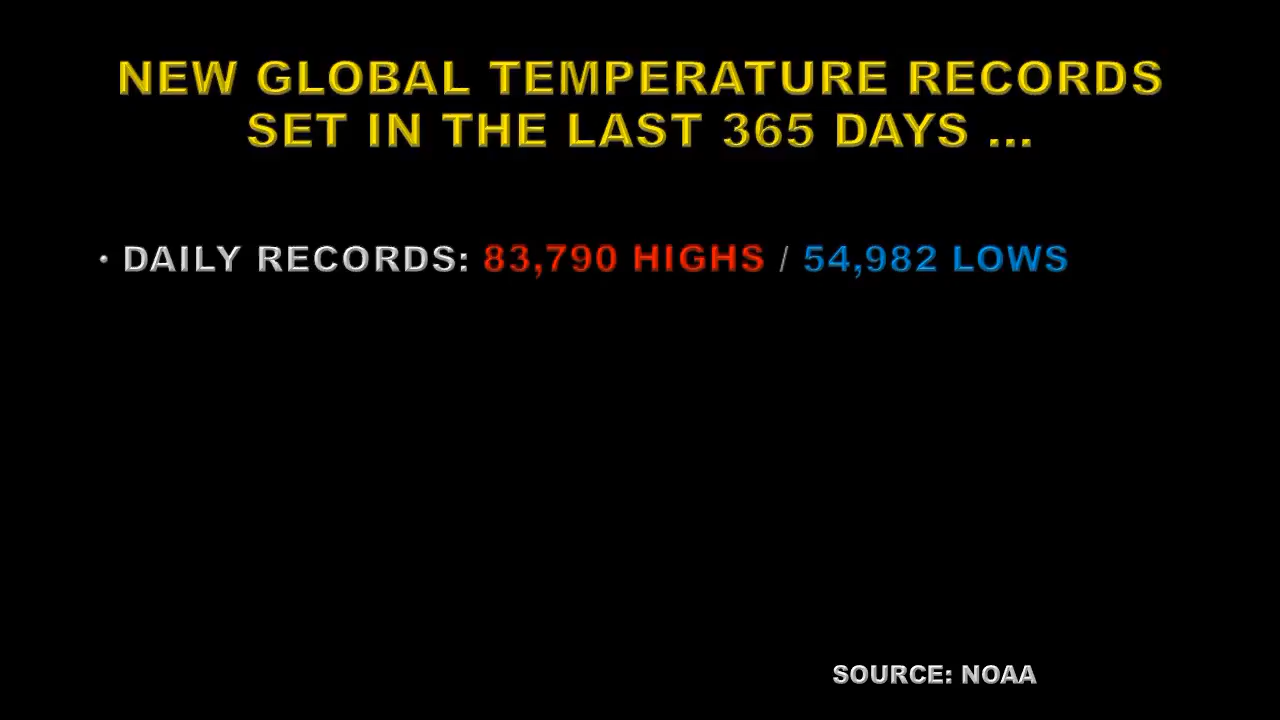 NEW GLOBAL TEMPERATURE RECORDS
SET IN THE LAST 365 DAYS ...
• DAILY RECORDS: 83,790 HIGHS / 54,982 LOWS
SOURCE: NOAA